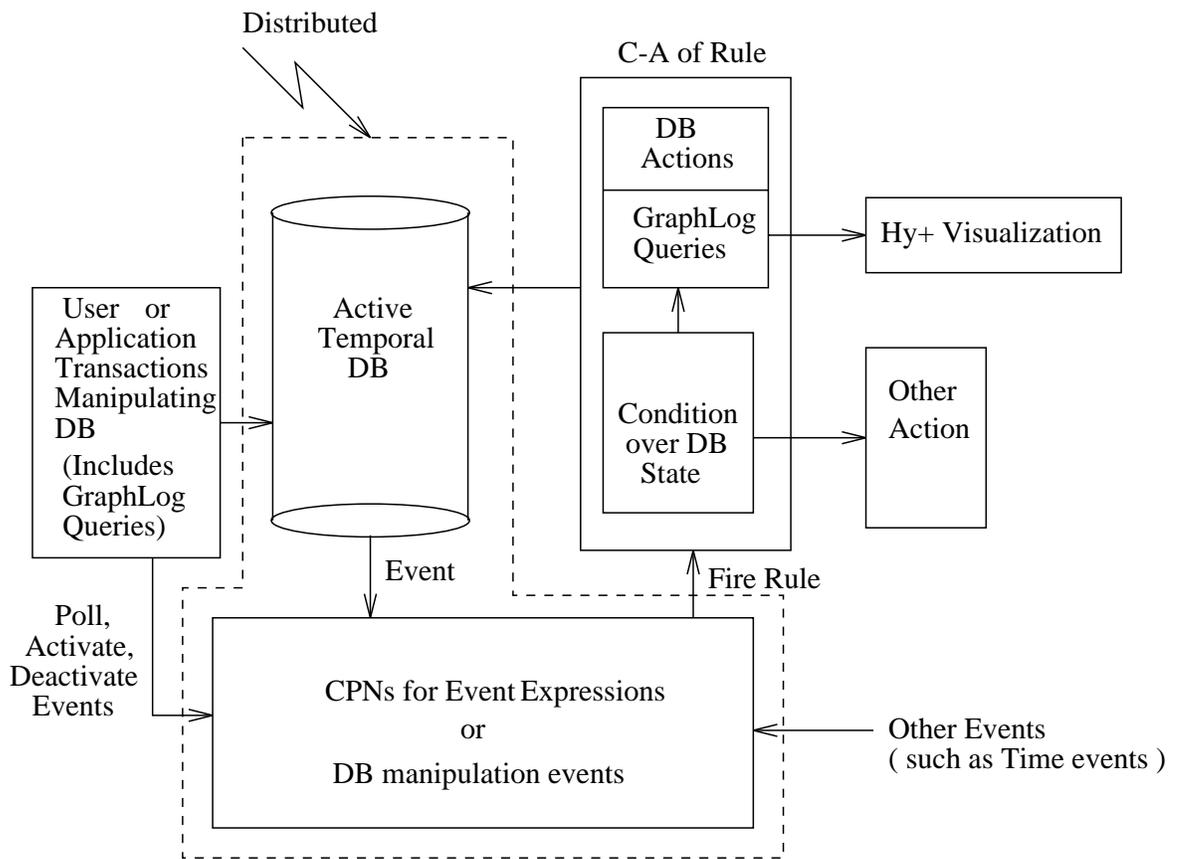 Distributed
C-A of Rule
DB
Actions
GraphLog
Queries
Hy+ Visualization
User or
Application
Transactions
Manipulating
DB
(Includes
GraphLog
Queries)
Active
Temporal
DB
Condition
over DB
State
Other
Action
Event
Fire Rule
Poll,
Activate,
Deactivate
Events
CPNs for Event Expressions
or
DB manipulation events
Other Events
( such as Time events )